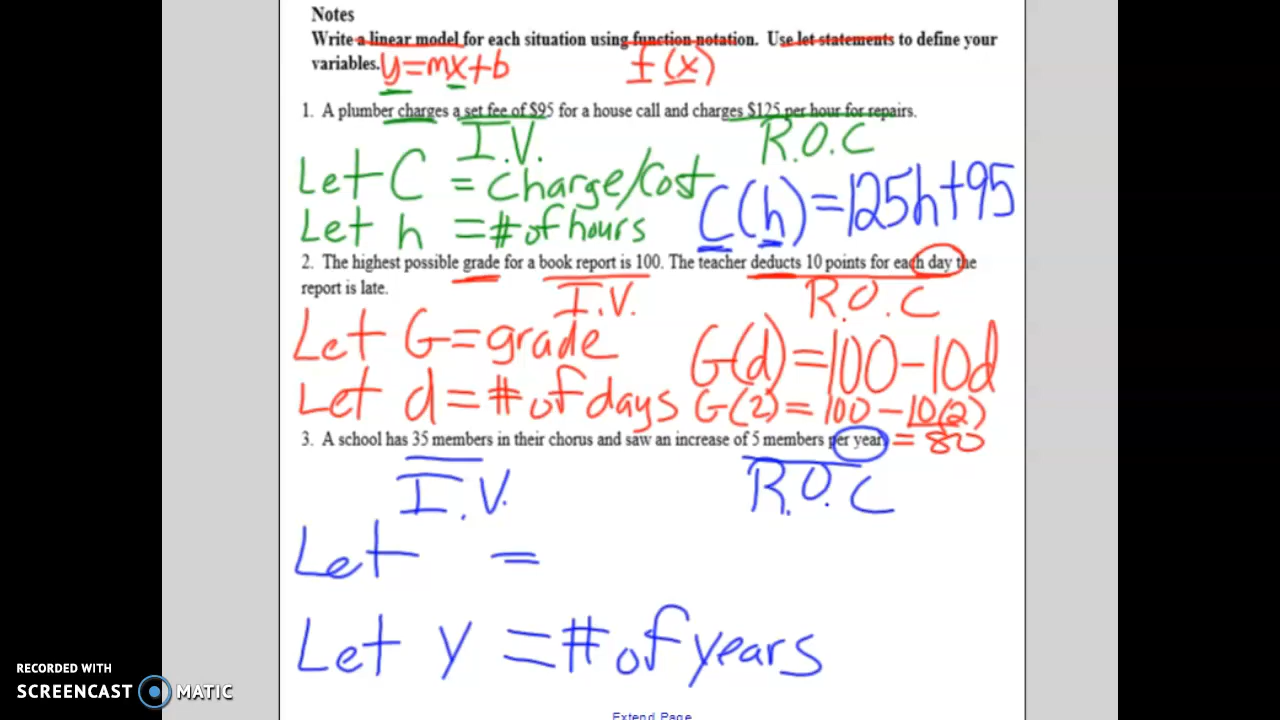 Notes
Write a linear model for each situation using function notation. Use let statements to define your
variables. y=mx+b f(x)
1. A plumber charges a set fee of $95 for a house call and charges $125 per hour for repairs.
I.V. R.O.C
Let C = charge/cost
C(h)=125h+95
Let h = # of hours
2. The highest possible grade for a book report is 100. The teacher deducts 10 points for each day the
report is late.
I.V. R.O.C
Let G = grade
G(d)=100-10d
Let d = # of days
G(2) = 100 - 10(2)
= 80
3. A school has 35 members in their chorus and saw an increase of 5 members per year.
I.V. R.O.C
Let =
Let y = # of years
RECORDED WITH
SCREENCAST MATIC
Extend Page